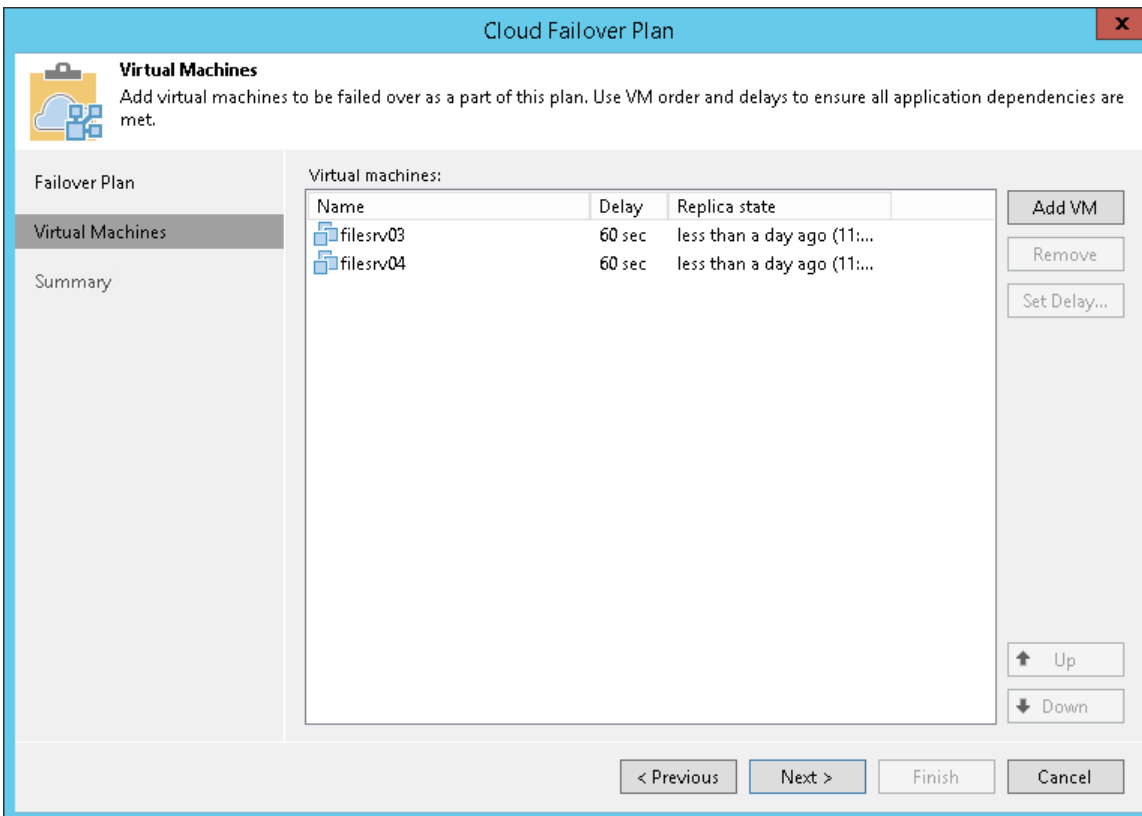 Cloud Failover Plan
x
Virtual Machines
Add virtual machines to be failed over as a part of this plan. Use VM order and delays to ensure all application dependencies are
met.
Failover Plan
Virtual Machines
Summary
Virtual machines:
Name Delay Replica state
filesrv03 60 sec less than a day ago (11:...
filesrv04 60 sec less than a day ago (11:...
Add VM
Remove
Set Delay...
Up
Down
< Previous Next > Finish Cancel